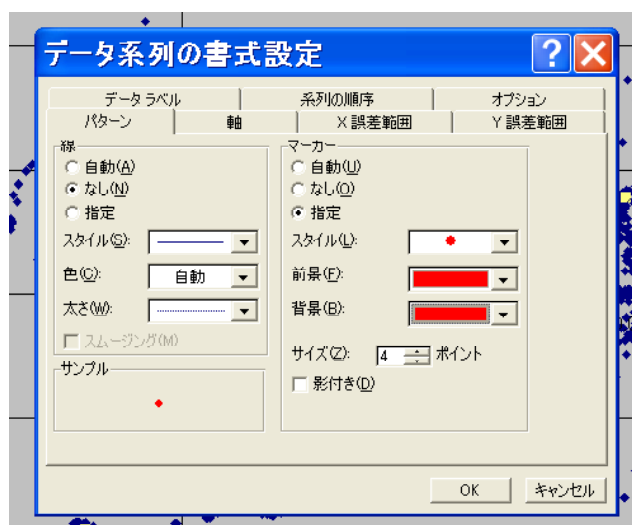 データ系列の書式設定
データ ラベル 系列の順序 オプション
パターン 軸 X 誤差範囲 Y 誤差範囲
線
自動(A)
なし(N)
指定
スタイル(S):
色(C): 自動
太さ(W):
スムージング(M)
サンプル
マーカー
自動(U)
なし(O)
指定
スタイル(L):
前景(F):
背景(B):
サイズ(Z): 4 ポイント
影付き(D)
OK キャンセル